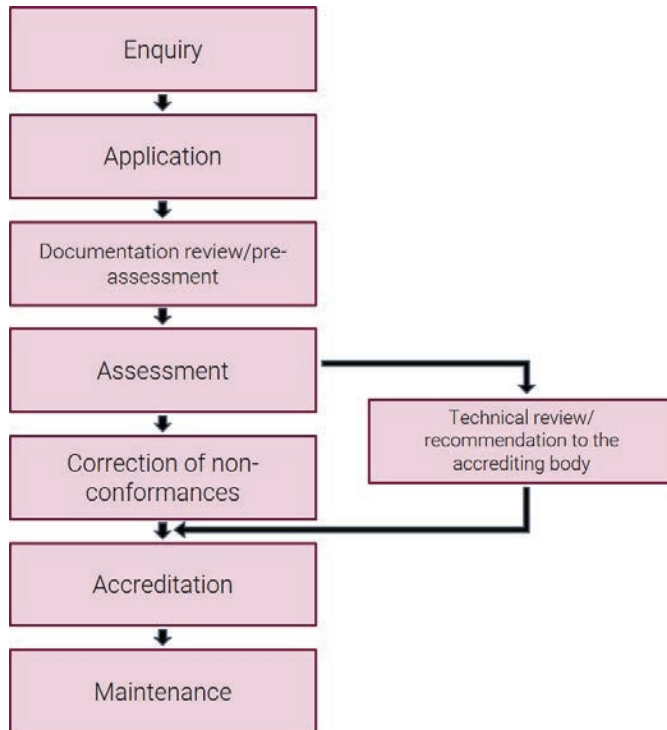 Enquiry
Application
Documentation review/pre-
assessment
Assessment
Technical review/
recommendation to the
accrediting body
Correction of non-
conformances
Accreditation
Maintenance